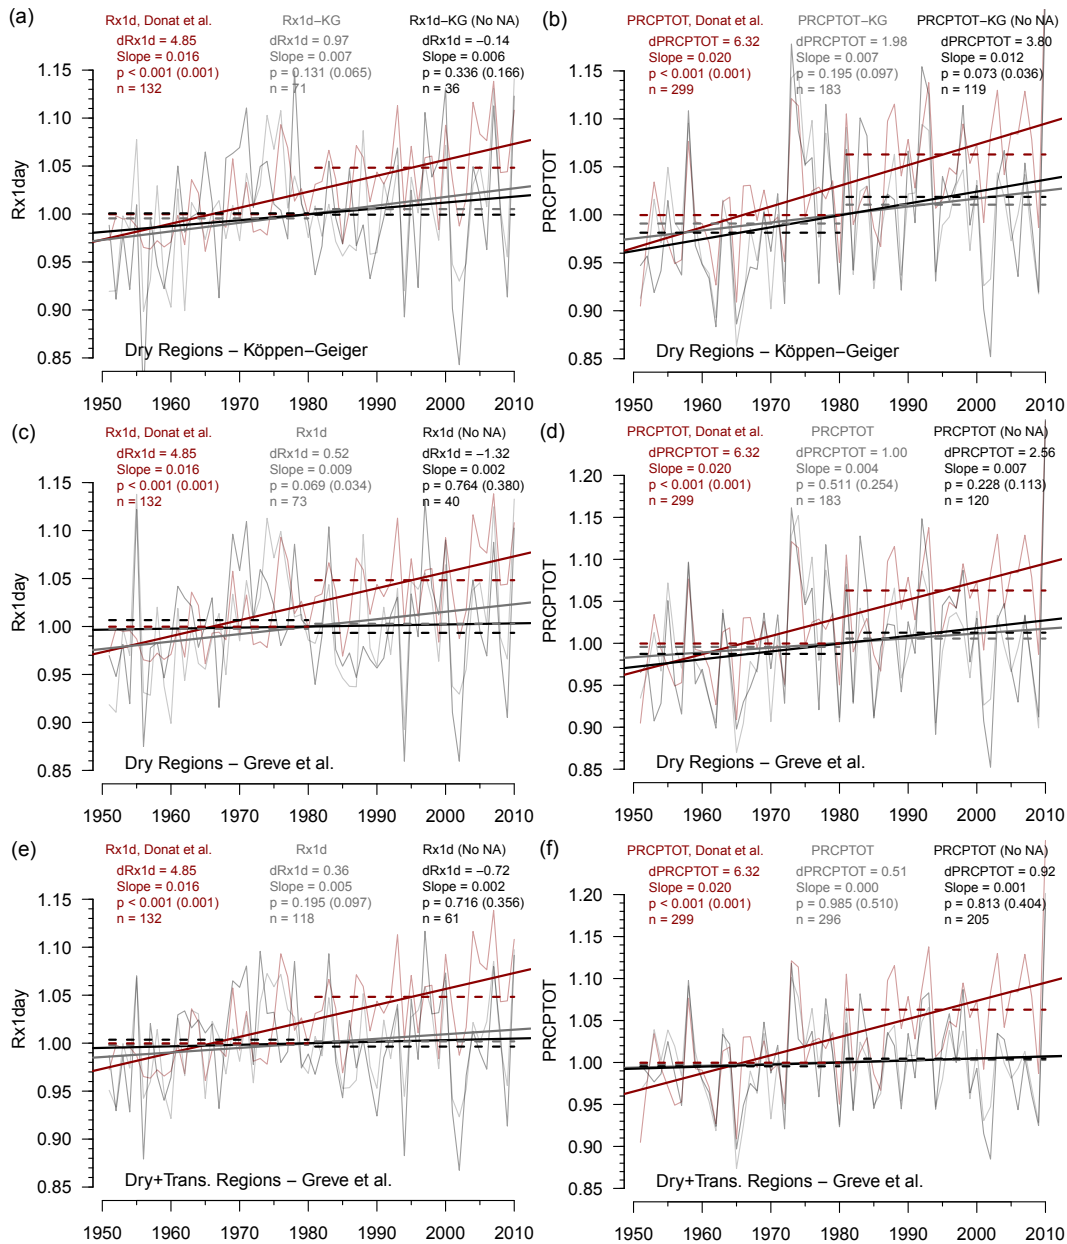 (a)
Rx1d, Donat et al.
dRx1d = 4.85
Slope = 0.016
p < 0.001 (0.001)
n = 132
Rx1d−KG
dRx1d = 0.97
Slope = 0.007
p = 0.131 (0.065)
n = 71
Rx1d−KG (No NA)
dRx1d = −0.14
Slope = 0.006
p = 0.336 (0.166)
n = 36
1.15
1.10
1.05
1.00
0.95
0.90
0.85
Rx1day
Dry Regions − Köppen−Geiger
1950 1960 1970 1980 1990 2000 2010
(b)
PRCPTOT, Donat et al.
dPRCPTOT = 6.32
Slope = 0.020
p < 0.001 (0.001)
n = 299
PRCPTOT−KG
dPRCPTOT = 1.98
Slope = 0.007
p = 0.195 (0.097)
n = 183
PRCPTOT−KG (No NA)
dPRCPTOT = 3.80
Slope = 0.012
p = 0.073 (0.036)
n = 119
1.15
1.10
1.05
1.00
0.95
0.90
0.85
PRCPTOT
Dry Regions − Köppen−Geiger
1950 1960 1970 1980 1990 2000 2010
(c)
Rx1d, Donat et al.
dRx1d = 4.85
Slope = 0.016
p < 0.001 (0.001)
n = 132
Rx1d
dRx1d = 0.52
Slope = 0.009
p = 0.069 (0.034)
n = 73
Rx1d (No NA)
dRx1d = −1.32
Slope = 0.002
p = 0.764 (0.380)
n = 40
1.15
1.10
1.05
1.00
0.95
0.90
0.85
Rx1day
Dry Regions − Greve et al.
1950 1960 1970 1980 1990 2000 2010
(d)
PRCPTOT, Donat et al.
dPRCPTOT = 6.32
Slope = 0.020
p < 0.001 (0.001)
n = 299
PRCPTOT
dPRCPTOT = 1.00
Slope = 0.004
p = 0.511 (0.254)
n = 183
PRCPTOT (No NA)
dPRCPTOT = 2.56
Slope = 0.007
p = 0.228 (0.113)
n = 120
1.20
1.15
1.10
1.05
1.00
0.95
0.90
0.85
PRCPTOT
Dry Regions − Greve et al.
1950 1960 1970 1980 1990 2000 2010
(e)
Rx1d, Donat et al.
dRx1d = 4.85
Slope = 0.016
p < 0.001 (0.001)
n = 132
Rx1d
dRx1d = 0.36
Slope = 0.005
p = 0.195 (0.097)
n = 118
Rx1d (No NA)
dRx1d = −0.72
Slope = 0.002
p = 0.716 (0.356)
n = 61
1.15
1.10
1.05
1.00
0.95
0.90
0.85
Rx1day
Dry+Trans. Regions − Greve et al.
1950 1960 1970 1980 1990 2000 2010
(f)
PRCPTOT, Donat et al.
dPRCPTOT = 6.32
Slope = 0.020
p < 0.001 (0.001)
n = 299
PRCPTOT
dPRCPTOT = 0.51
Slope = 0.000
p = 0.985 (0.510)
n = 296
PRCPTOT (No NA)
dPRCPTOT = 0.92
Slope = 0.001
p = 0.813 (0.404)
n = 205
1.20
1.15
1.10
1.05
1.00
0.95
0.90
0.85
PRCPTOT
Dry+Trans. Regions − Greve et al.
1950 1960 1970 1980 1990 2000 2010